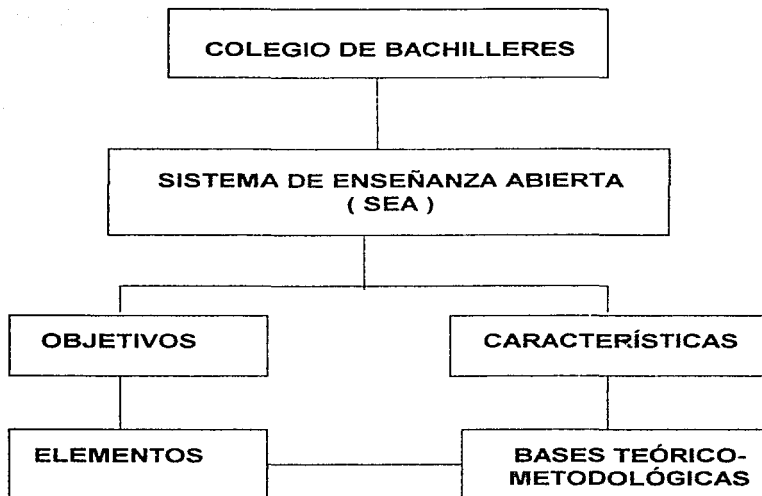 COLEGIO DE BACHILLERES
SISTEMA DE ENSEÑANZA ABIERTA
( SEA )
OBJETIVOS
CARACTERÍSTICAS
ELEMENTOS
BASES TEÓRICO-
METODOLÓGICAS